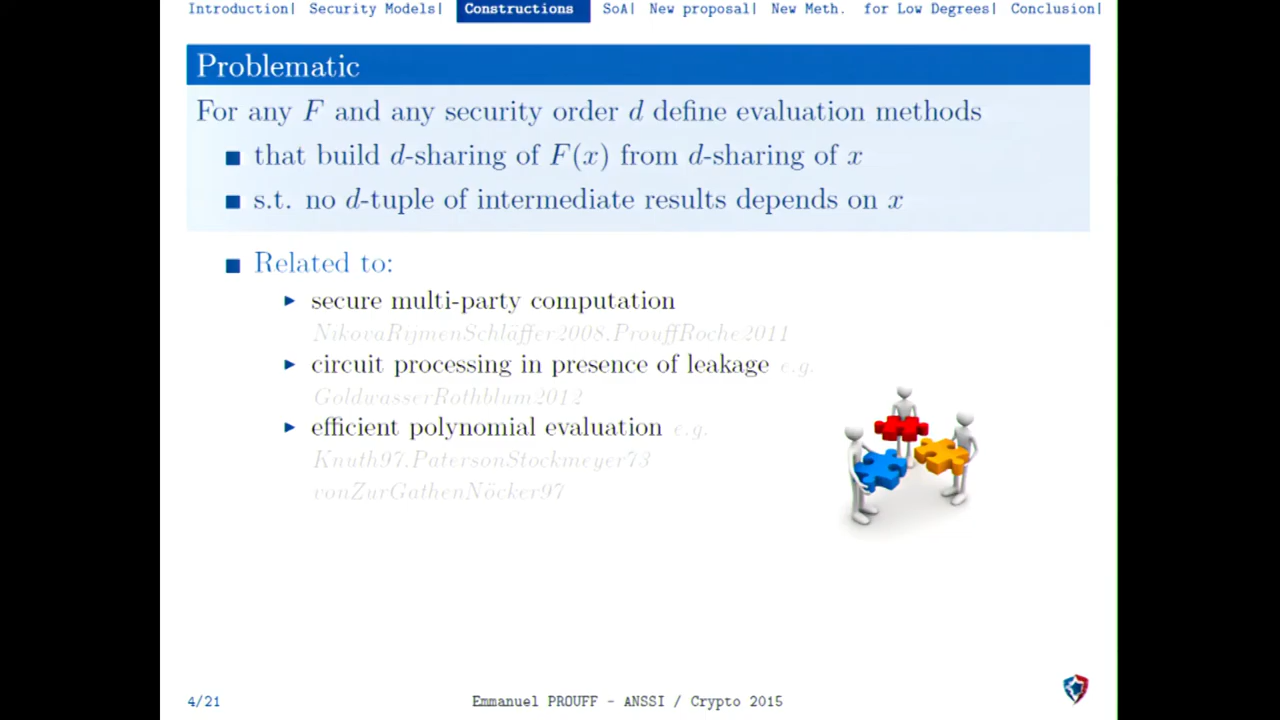 Introduction| Security Models| Constructions SoA| New proposal| New Meth. for Low Degrees| Conclusion|
Problematic
For any F and any security order d define evaluation methods
■ that build d-sharing of F(x) from d-sharing of x
■ s.t. no d-tuple of intermediate results depends on x
■ Related to:
▶ secure multi-party computation
NikovaRijmenSchläffer2008.ProuffRoche2011
▶ circuit processing in presence of leakage e.g.
GoldwasserRothblum2012
▶ efficient polynomial evaluation e.g.
Knuth97.PatersonStockmeyer73
vonZurGathenNöcker97
4/21 Emmanuel PROUFF - ANSSI / Crypto 2015